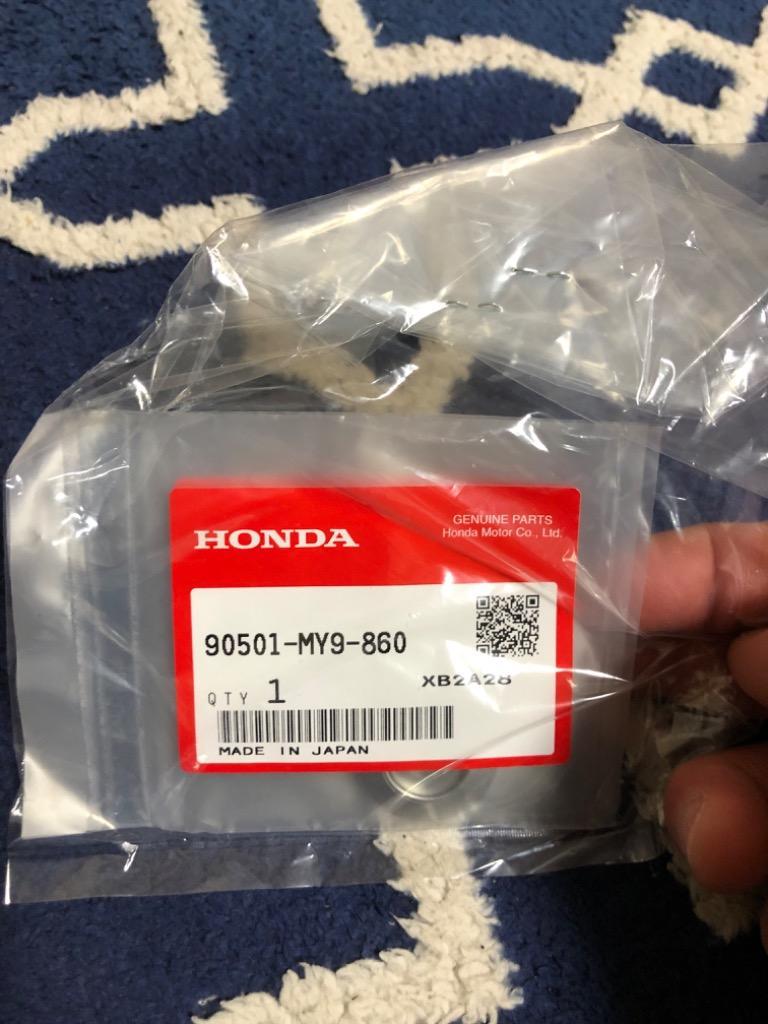 HONDA
GENUINE PARTS
Honda Motor Co., Ltd.
90501-MY9-860
XB2A28
QTY 1
MADE IN JAPAN